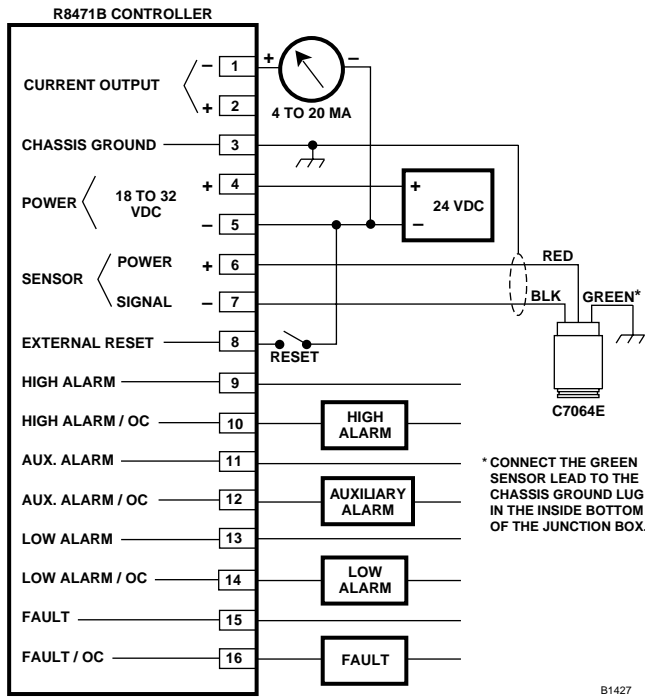 R8471B CONTROLLER
CURRENT OUTPUT
– 1
+ 2
+ –
4 TO 20 MA
CHASSIS GROUND 3
POWER 18 TO 32 VDC
+ 4
– 5
+
–
24 VDC
SENSOR
POWER + 6
SIGNAL – 7
RED
BLK
GREEN*
C7064E
EXTERNAL RESET 8
RESET
HIGH ALARM 9
HIGH ALARM / OC 10
HIGH
ALARM
AUX. ALARM 11
AUX. ALARM / OC 12
AUXILIARY
ALARM
LOW ALARM 13
LOW ALARM / OC 14
LOW
ALARM
FAULT 15
FAULT / OC 16
FAULT
* CONNECT THE GREEN
SENSOR LEAD TO THE
CHASSIS GROUND LUG
IN THE INSIDE BOTTOM
OF THE JUNCTION BOX.
B1427